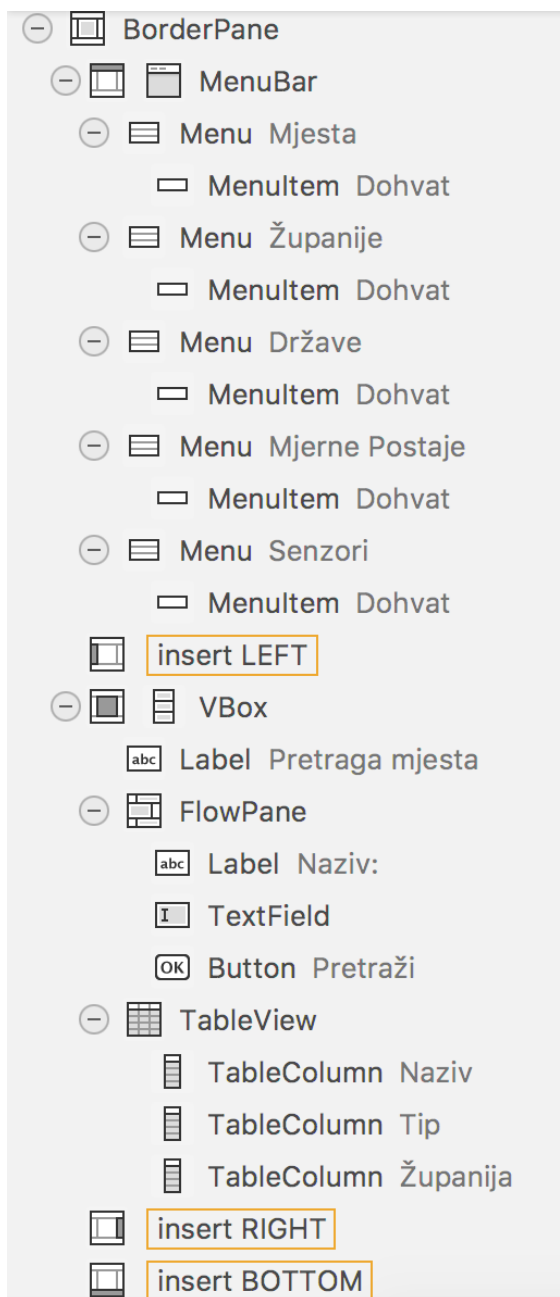 BorderPane
MenuBar
Menu Mjesta
MenuItem Dohvat
Menu Županije
MenuItem Dohvat
Menu Države
MenuItem Dohvat
Menu Mjerne Postaje
MenuItem Dohvat
Menu Senzori
MenuItem Dohvat
insert LEFT
VBox
abc Label Pretraga mjesta
FlowPane
abc Label Naziv:
TextField
OK Button Pretraži
TableView
TableColumn Naziv
TableColumn Tip
TableColumn Županija
insert RIGHT
insert BOTTOM